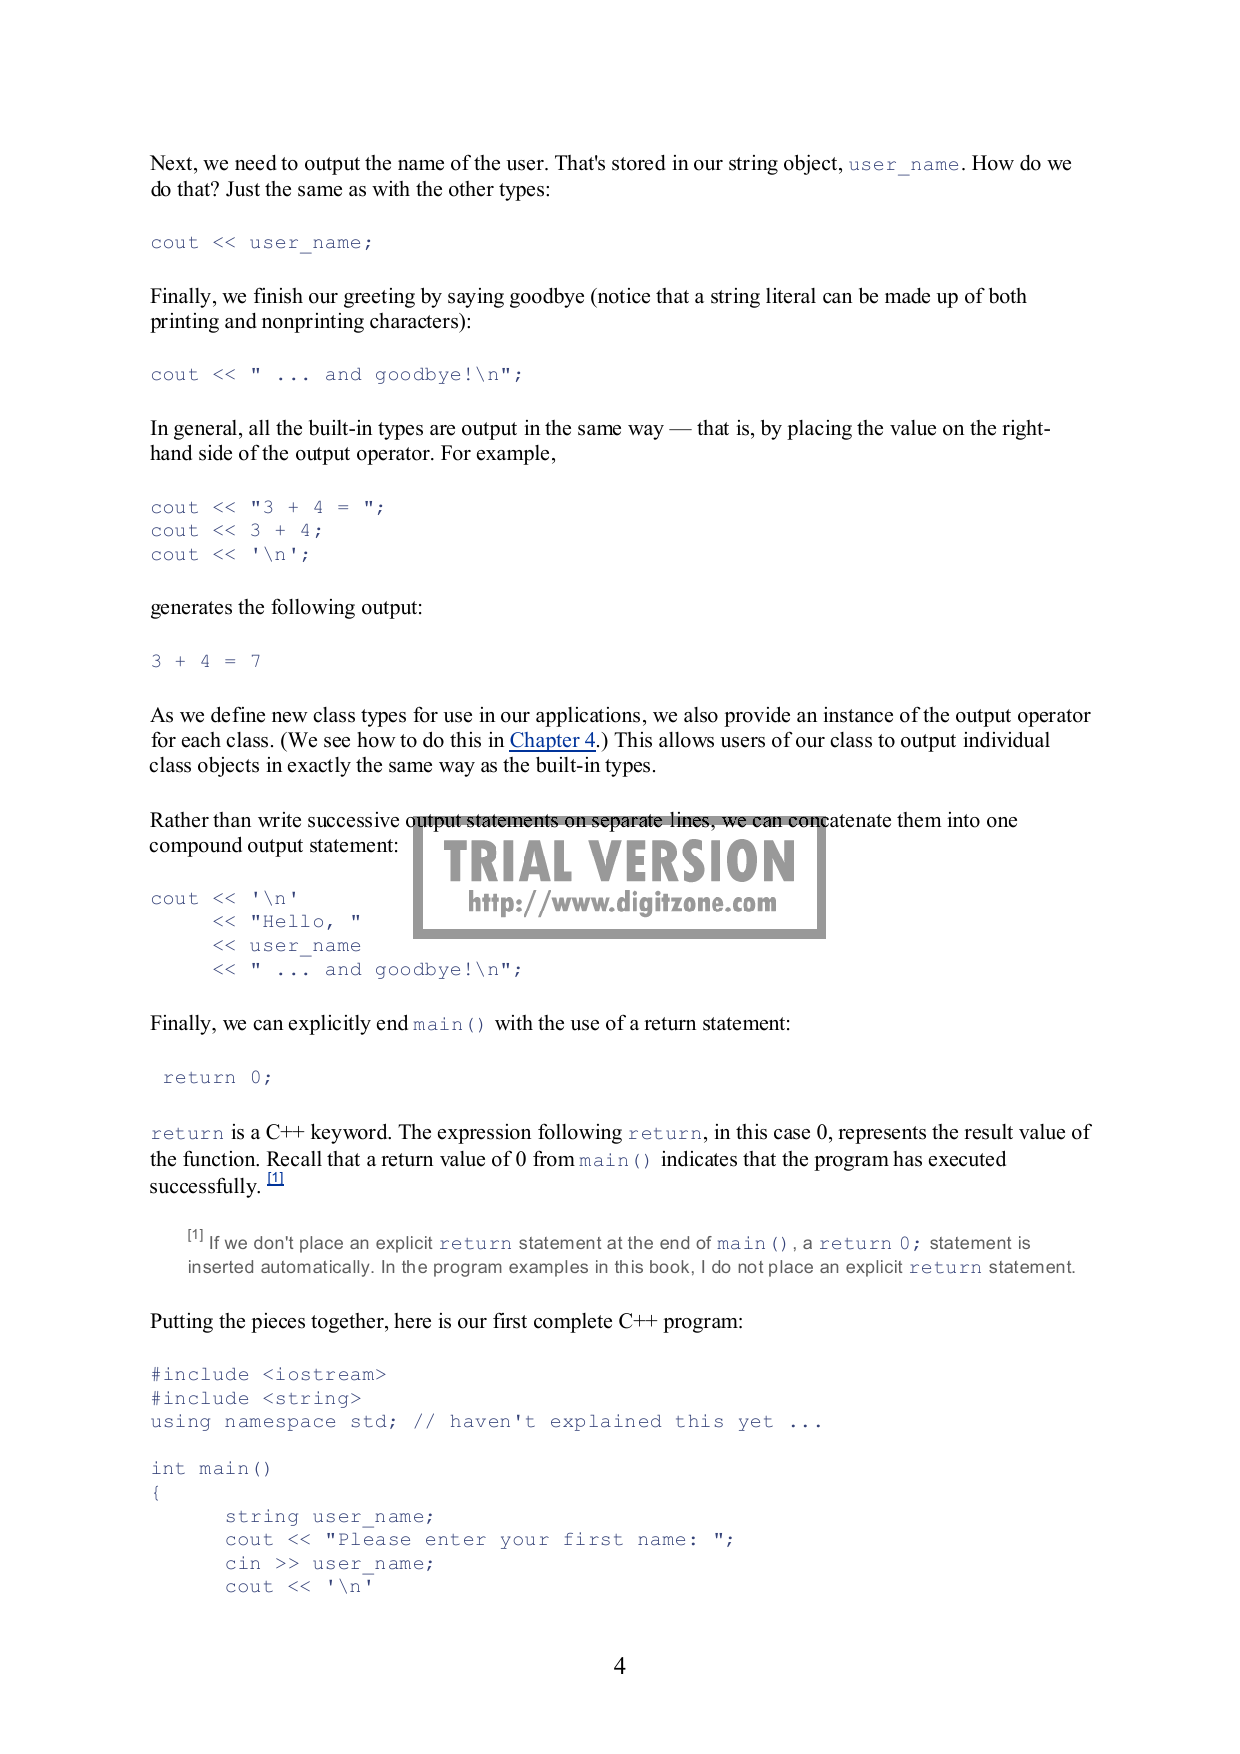 Next, we need to output the name of the user. That's stored in our string object, user_name. How do we
do that? Just the same as with the other types:
cout << user_name;
Finally, we finish our greeting by saying goodbye (notice that a string literal can be made up of both
printing and nonprinting characters):
cout << " ... and goodbye!\n";
In general, all the built-in types are output in the same way — that is, by placing the value on the right-
hand side of the output operator. For example,
cout << "3 + 4 = ";
cout << 3 + 4;
cout << '\n';
generates the following output:
3 + 4 = 7
As we define new class types for use in our applications, we also provide an instance of the output operator
for each class. (We see how to do this in Chapter 4.) This allows users of our class to output individual
class objects in exactly the same way as the built-in types.
Rather than write successive output statements on separate lines, we can concatenate them into one
compound output statement:
TRIAL VERSION
http://www.digitzone.com
cout << '\n'
     << "Hello, "
     << user_name
     << " ... and goodbye!\n";
Finally, we can explicitly end main() with the use of a return statement:
 return 0;
return is a C++ keyword. The expression following return, in this case 0, represents the result value of
the function. Recall that a return value of 0 from main() indicates that the program has executed
successfully. [1]
[1] If we don't place an explicit return statement at the end of main(), a return 0; statement is
inserted automatically. In the program examples in this book, I do not place an explicit return statement.
Putting the pieces together, here is our first complete C++ program:
#include <iostream>
#include <string>
using namespace std; // haven't explained this yet ...
int main()
{
      string user_name;
      cout << "Please enter your first name: ";
      cin >> user_name;
      cout << '\n'
4